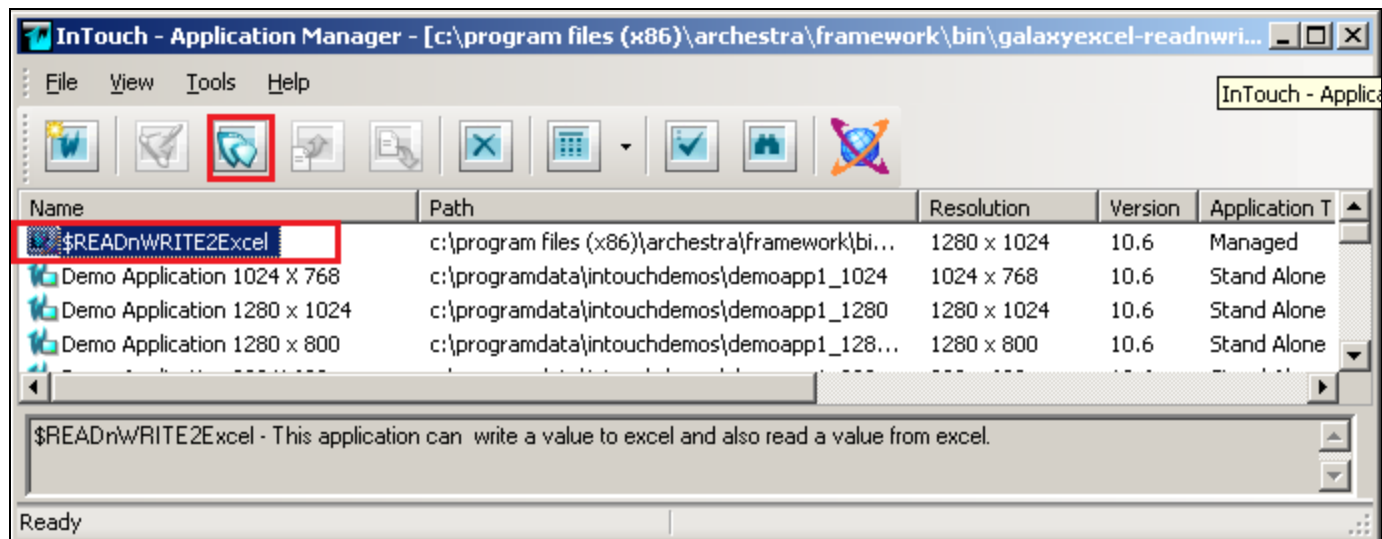 InTouch - Application Manager - [c:\program files (x86)\archestra\framework\bin\galaxyexcel-readnwri...
File View Tools Help
InTouch - Applica
Name Path Resolution Version Application T
$READnWRITE2Excel c:\program files (x86)\archestra\framework\bi... 1280 x 1024 10.6 Managed
Demo Application 1024 X 768 c:\programdata\intouchdemos\demoapp1_1024 1024 x 768 10.6 Stand Alone
Demo Application 1280 x 1024 c:\programdata\intouchdemos\demoapp1_1280 1280 x 1024 10.6 Stand Alone
Demo Application 1280 x 800 c:\programdata\intouchdemos\demoapp1_128... 1280 x 800 10.6 Stand Alone
$READnWRITE2Excel - This application can write a value to excel and also read a value from excel.
Ready